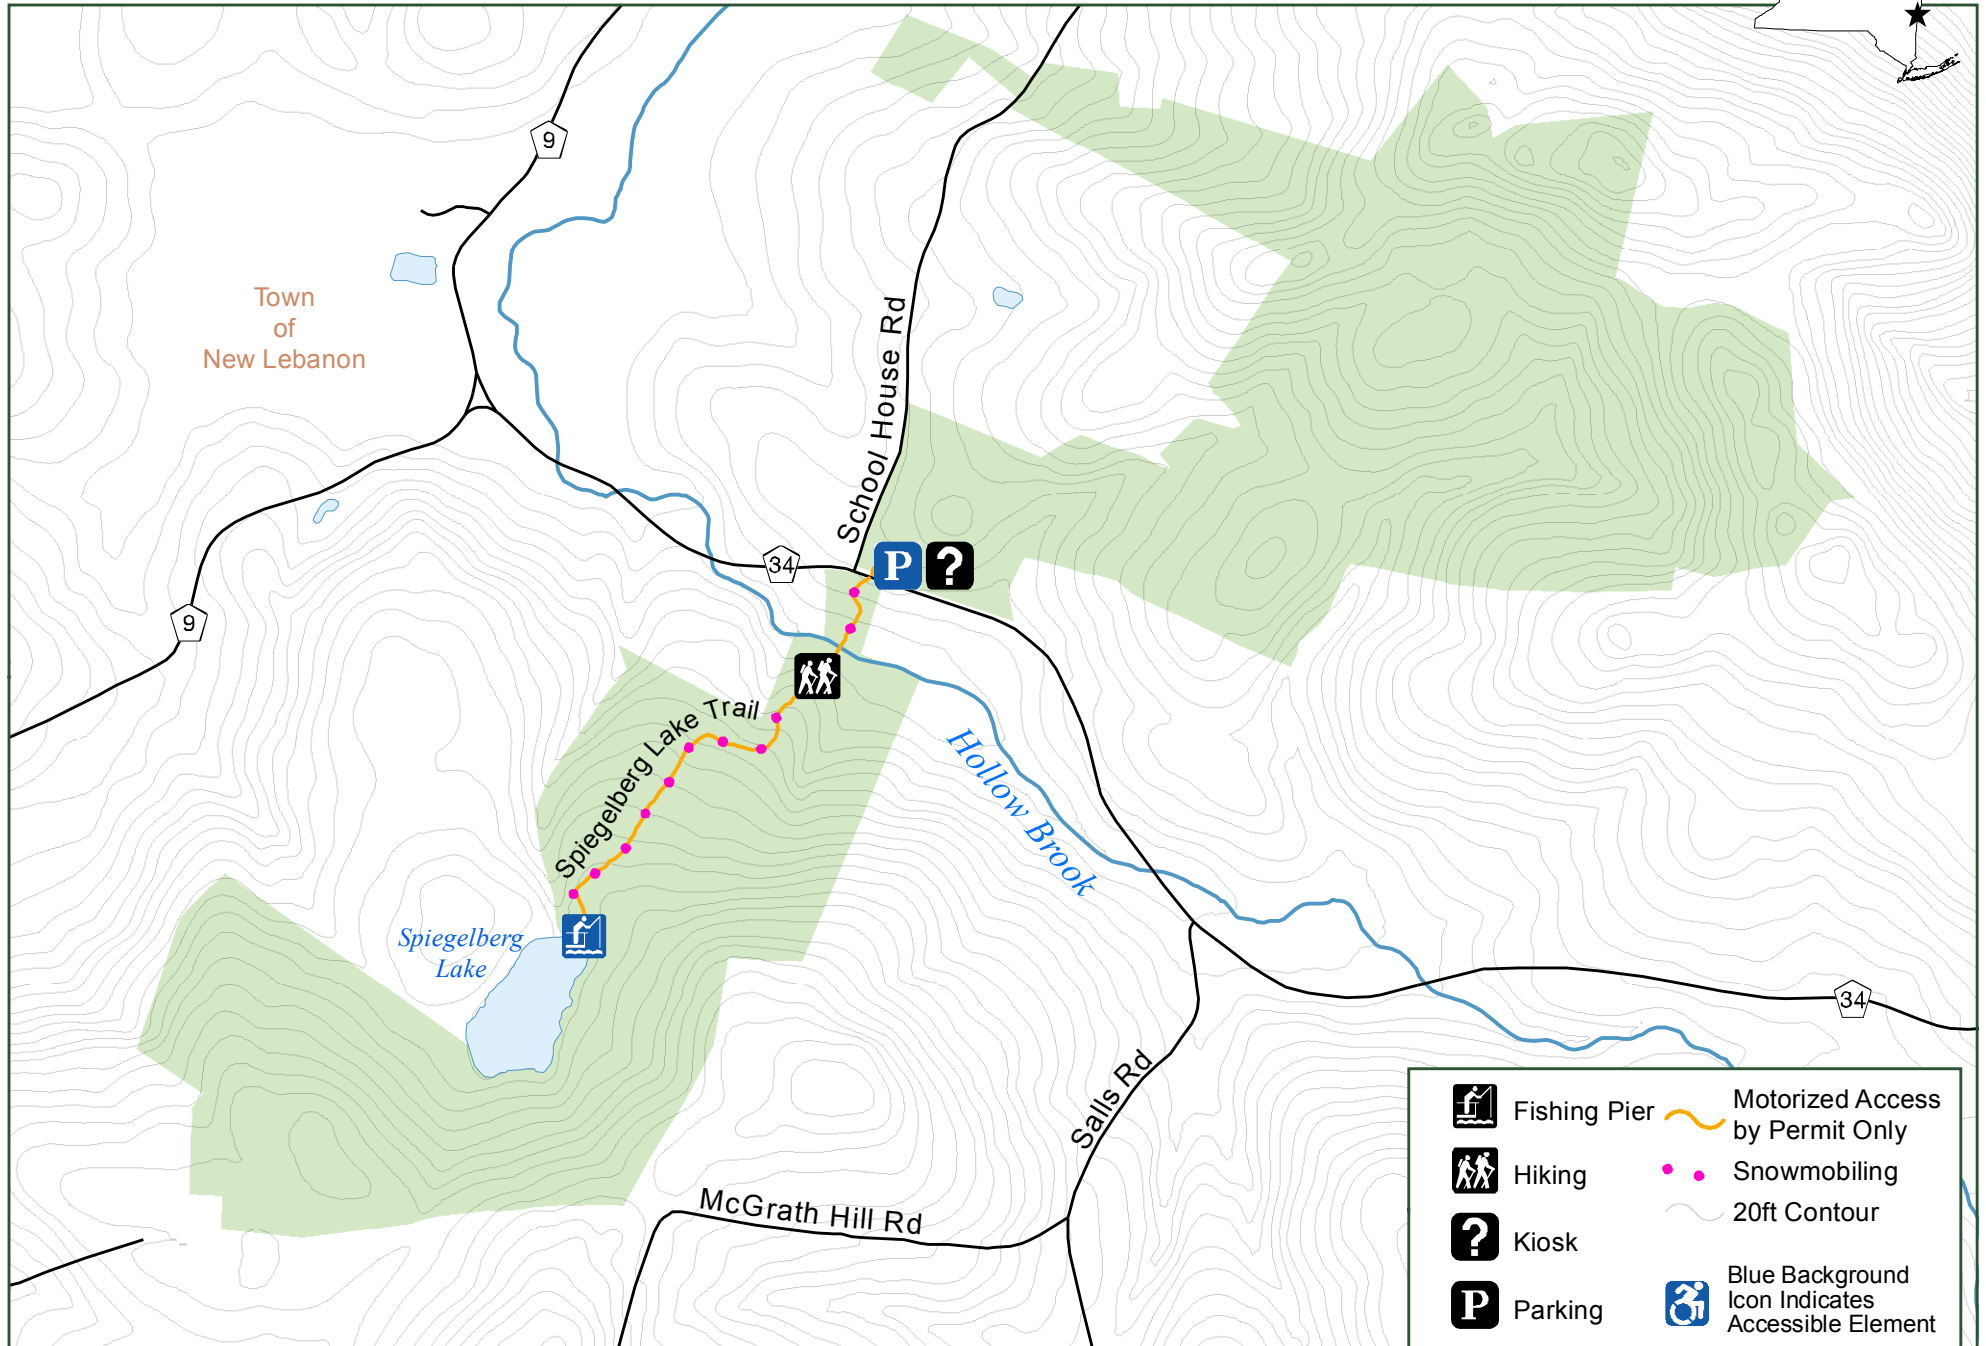 9
Town
of
New Lebanon
School House Rd
34
P ?
9
Spiegelberg Lake Trail
Hollow Brook
Spiegelberg
Lake
34
Salls Rd
McGrath Hill Rd
Fishing Pier
Hiking
? Kiosk
P Parking
Motorized Access
by Permit Only
Snowmobiling
20ft Contour
Blue Background
Icon Indicates
Accessible Element